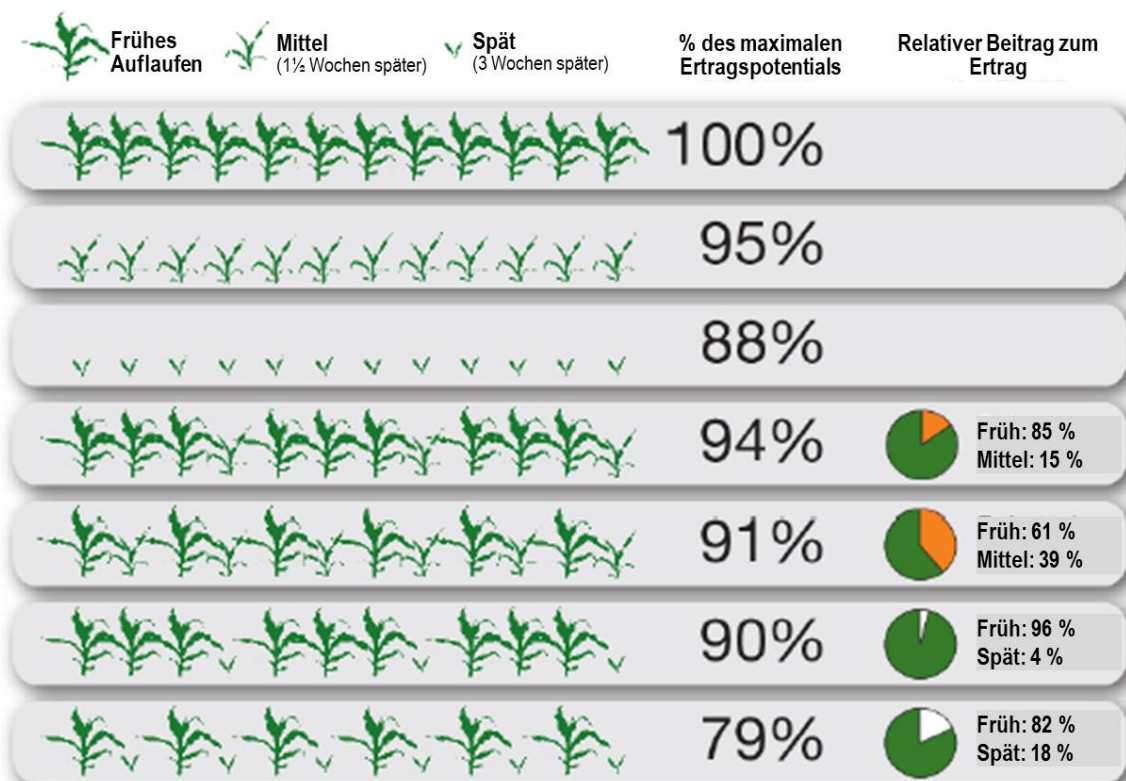 Frühes
Auflaufen
Mittel
(1½ Wochen später)
Spät
(3 Wochen später)
% des maximalen
Ertragspotentials
Relativer Beitrag zum
Ertrag
100%
95%
88%
94%
Früh: 85 %
Mittel: 15 %
91%
Früh: 61 %
Mittel: 39 %
90%
Früh: 96 %
Spät: 4 %
79%
Früh: 82 %
Spät: 18 %